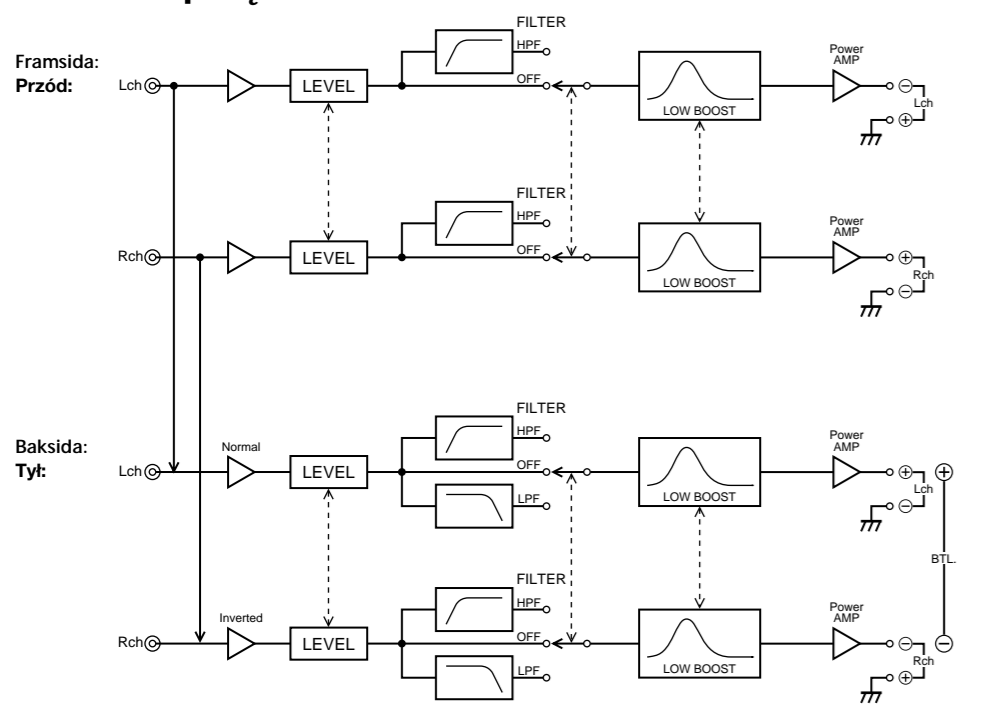 FILTER
HPF
Framsida:
Przód:
Lch
LEVEL
OFF
LOW BOOST
Power
AMP
⊖
Lch
⊕
FILTER
HPF
Rch
LEVEL
OFF
LOW BOOST
Power
AMP
⊕
Rch
⊖
FILTER
HPF
Baksida:
Tył:
Lch
Normal
LEVEL
OFF
LPF
LOW BOOST
Power
AMP
⊕
Lch
⊖
⊕
BTL.
⊖
FILTER
HPF
Rch
Inverted
LEVEL
OFF
LPF
LOW BOOST
Power
AMP
⊖
Rch
⊕